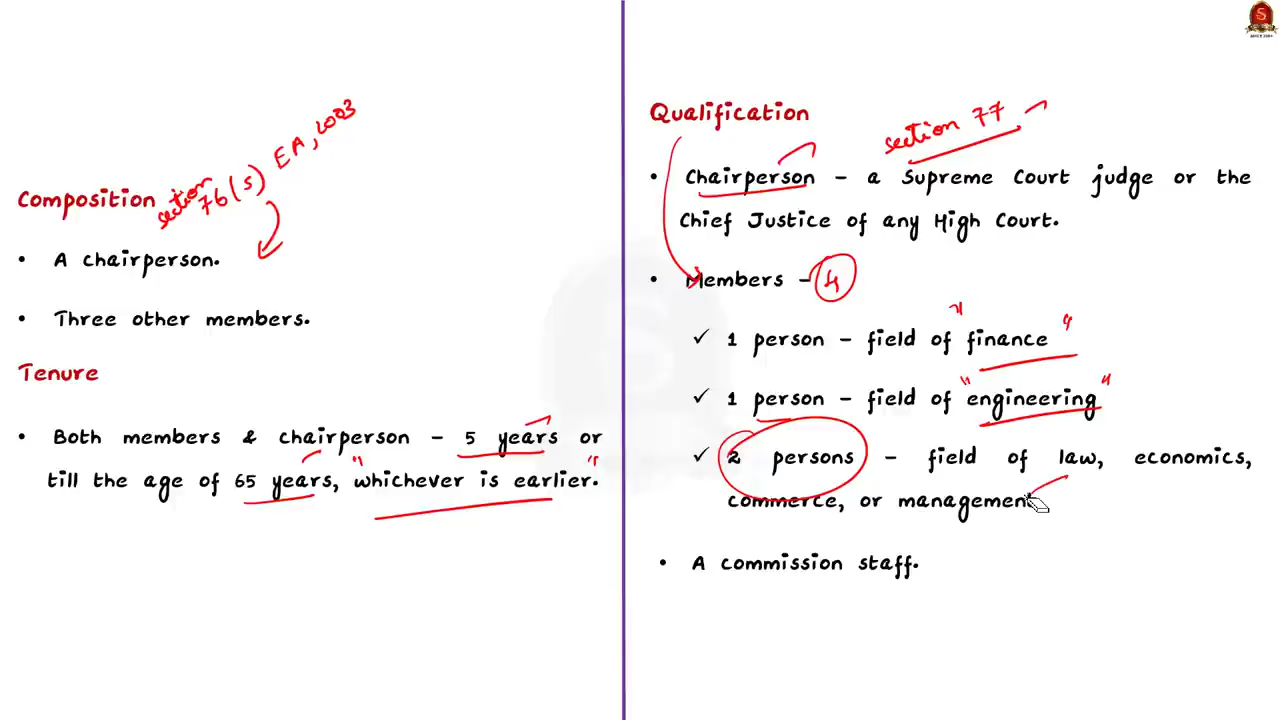 Composition
section 76(5) EA, 2003
• A chairperson.
• Three other members.
Tenure
• Both members & chairperson - 5 years or
till the age of 65 years, "whichever is earlier."
Qualification
section 77
• Chairperson - a Supreme Court judge or the
Chief Justice of any High Court.
• Members - 4
✓ 1 person - field of "finance"
✓ 1 person - field of "engineering"
✓ 2 persons - field of law, economics,
commerce, or management
• A commission staff.
S
SINCE 2004